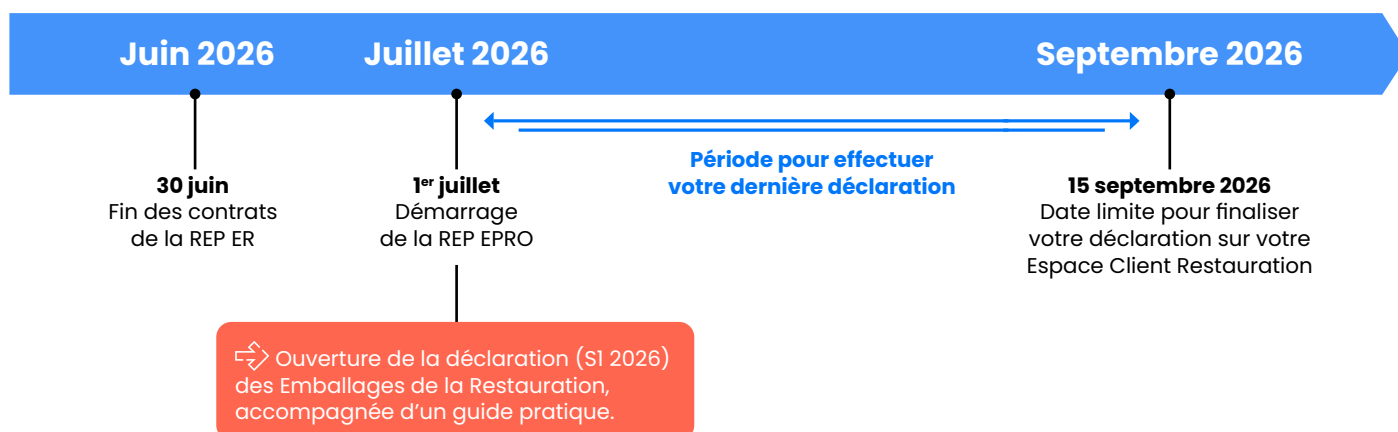 Juin 2026
Juillet 2026
Septembre 2026
Période pour effectuer
votre dernière déclaration
30 juin
Fin des contrats
de la REP ER
1er juillet
Démarrage
de la REP EPRO
15 septembre 2026
Date limite pour finaliser
votre déclaration sur votre
Espace Client Restauration
Ouverture de la déclaration (S1 2026)
des Emballages de la Restauration,
accompagnée d'un guide pratique.